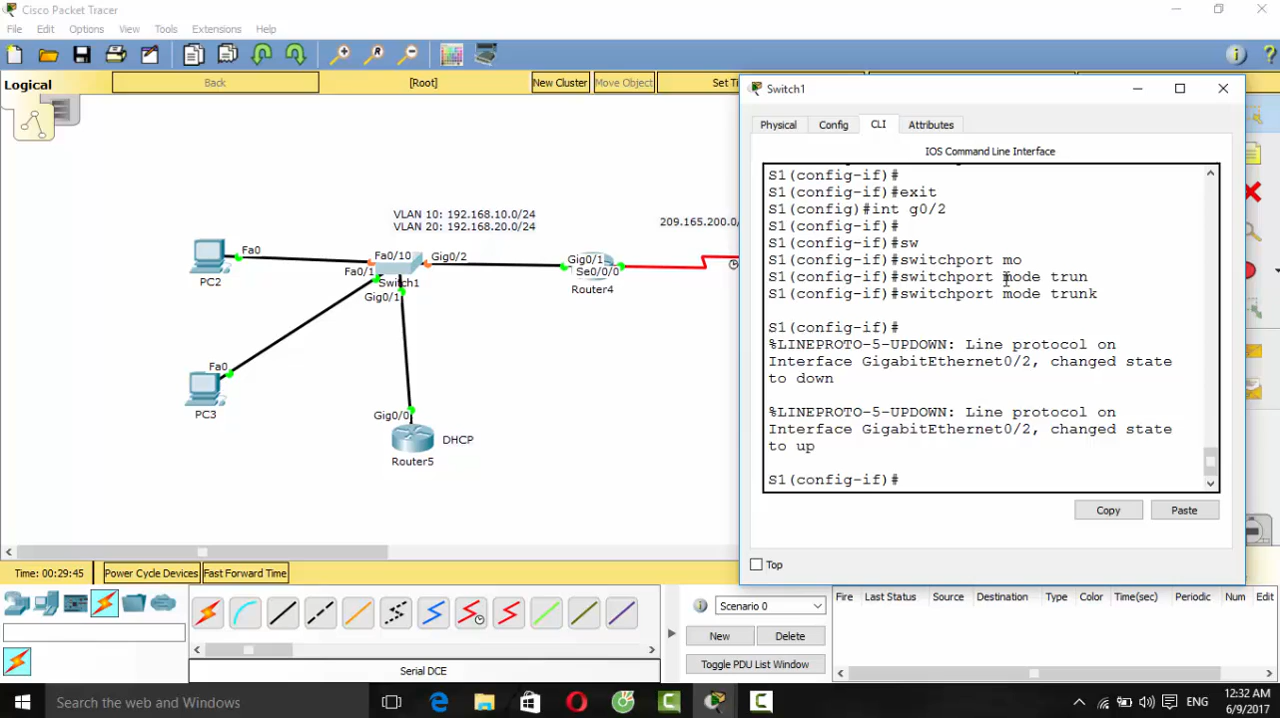 Cisco Packet Tracer
File Edit Options View Tools Extensions Help
Logical
Back
[Root]
New Cluster
Move Object
VLAN 10: 192.168.10.0/24
VLAN 20: 192.168.20.0/24
209.165.200.0/
Fa0
PC2
Fa0/10
Gig0/2
Fa0/1
Switch1
Gig0/1
Gig0/1
Se0/0/0
Router4
Fa0
PC3
Gig0/0
DHCP
Router5
Switch1
Physical Config CLI Attributes
IOS Command Line Interface
S1(config-if)#
S1(config-if)#exit
S1(config)#int g0/2
S1(config-if)#
S1(config-if)#sw
S1(config-if)#switchport mo
S1(config-if)#switchport mode trun
S1(config-if)#switchport mode trunk
S1(config-if)#
%LINEPROTO-5-UPDOWN: Line protocol on
Interface GigabitEthernet0/2, changed state
to down
%LINEPROTO-5-UPDOWN: Line protocol on
Interface GigabitEthernet0/2, changed state
to up
S1(config-if)#
Copy Paste
Top
Time: 00:29:45
Power Cycle Devices
Fast Forward Time
Serial DCE
Scenario 0
New Delete
Toggle PDU List Window
Fire Last Status Source Destination Type Color Time(sec) Periodic Num Edit
Search the web and Windows
ENG
12:32 AM
6/9/2017